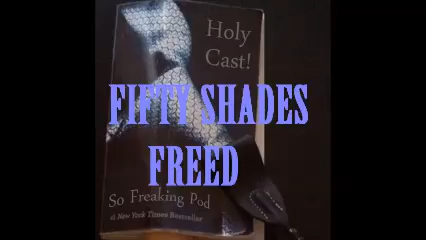 Holy
Cast!
FIFTY SHADES
FREED
So Freaking Pod
#1 New York Times Bestseller